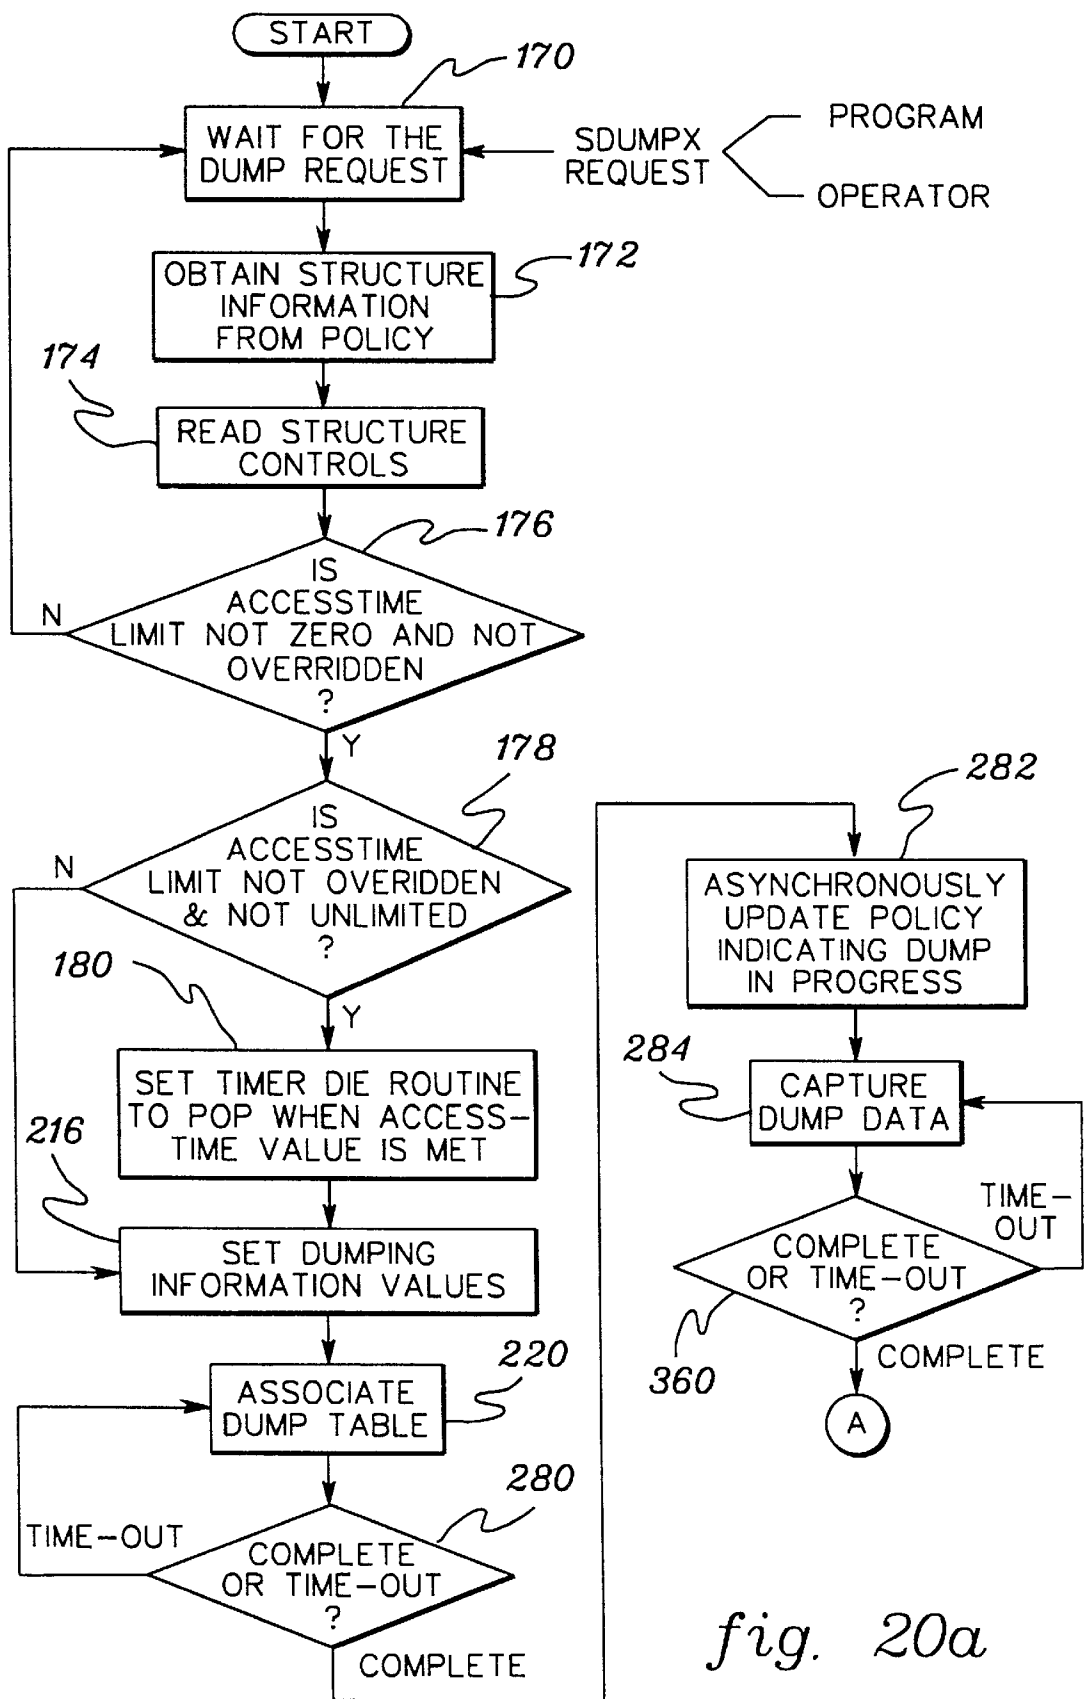 START
170
WAIT FOR THE
DUMP REQUEST
SDUMPX
REQUEST
PROGRAM
OPERATOR
172
OBTAIN STRUCTURE
INFORMATION
FROM POLICY
174
READ STRUCTURE
CONTROLS
176
IS
ACCESSTIME
LIMIT NOT ZERO AND NOT
OVERRIDDEN
?
N
Y
178
IS
ACCESSTIME
LIMIT NOT OVERIDDEN
& NOT UNLIMITED
?
N
Y
180
SET TIMER DIE ROUTINE
TO POP WHEN ACCESS-
TIME VALUE IS MET
216
SET DUMPING
INFORMATION VALUES
220
ASSOCIATE
DUMP TABLE
280
TIME-OUT
COMPLETE
OR TIME-OUT
?
COMPLETE
282
ASYNCHRONOUSLY
UPDATE POLICY
INDICATING DUMP
IN PROGRESS
284
CAPTURE
DUMP DATA
TIME-
OUT
COMPLETE
OR TIME-OUT
?
360
COMPLETE
A
fig. 20a